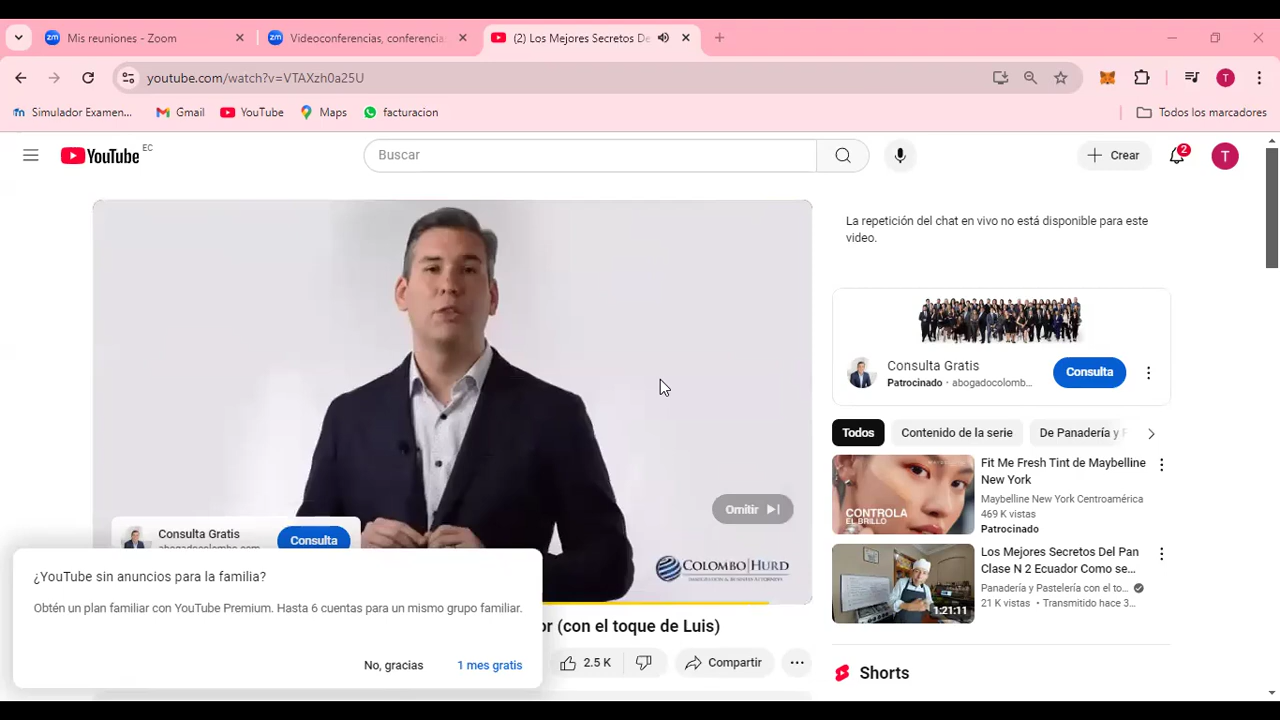 Mis reuniones - Zoom
Videoconferencias, conferencia
(2) Los Mejores Secretos De
youtube.com/watch?v=VTAXzh0a25U
T
Simulador Examen...
Gmail
YouTube
Maps
facturacion
Todos los marcadores
YouTube EC
Buscar
Crear
2
T
La repetición del chat en vivo no está disponible para este
video.
Consulta Gratis
Patrocinado · abogadocolomb...
Consulta
Todos
Contenido de la serie
De Panadería y
CONTROLA
EL BRILLO
Fit Me Fresh Tint de Maybelline
New York
Maybelline New York Centroamérica
469 K vistas
Patrocinado
1:21:11
Los Mejores Secretos Del Pan
Clase N 2 Ecuador Como se...
Panadería y Pastelería con el to...
21 K vistas · Transmitido hace 3...
Shorts
Omitir
COLOMBO HURD
IMMIGRATION & BUSINESS ATTORNEYS
Consulta Gratis
abogadocolombo.com
Consulta
or (con el toque de Luis)
2.5 K
Compartir
¿YouTube sin anuncios para la familia?
Obtén un plan familiar con YouTube Premium. Hasta 6 cuentas para un mismo grupo familiar.
No, gracias
1 mes gratis